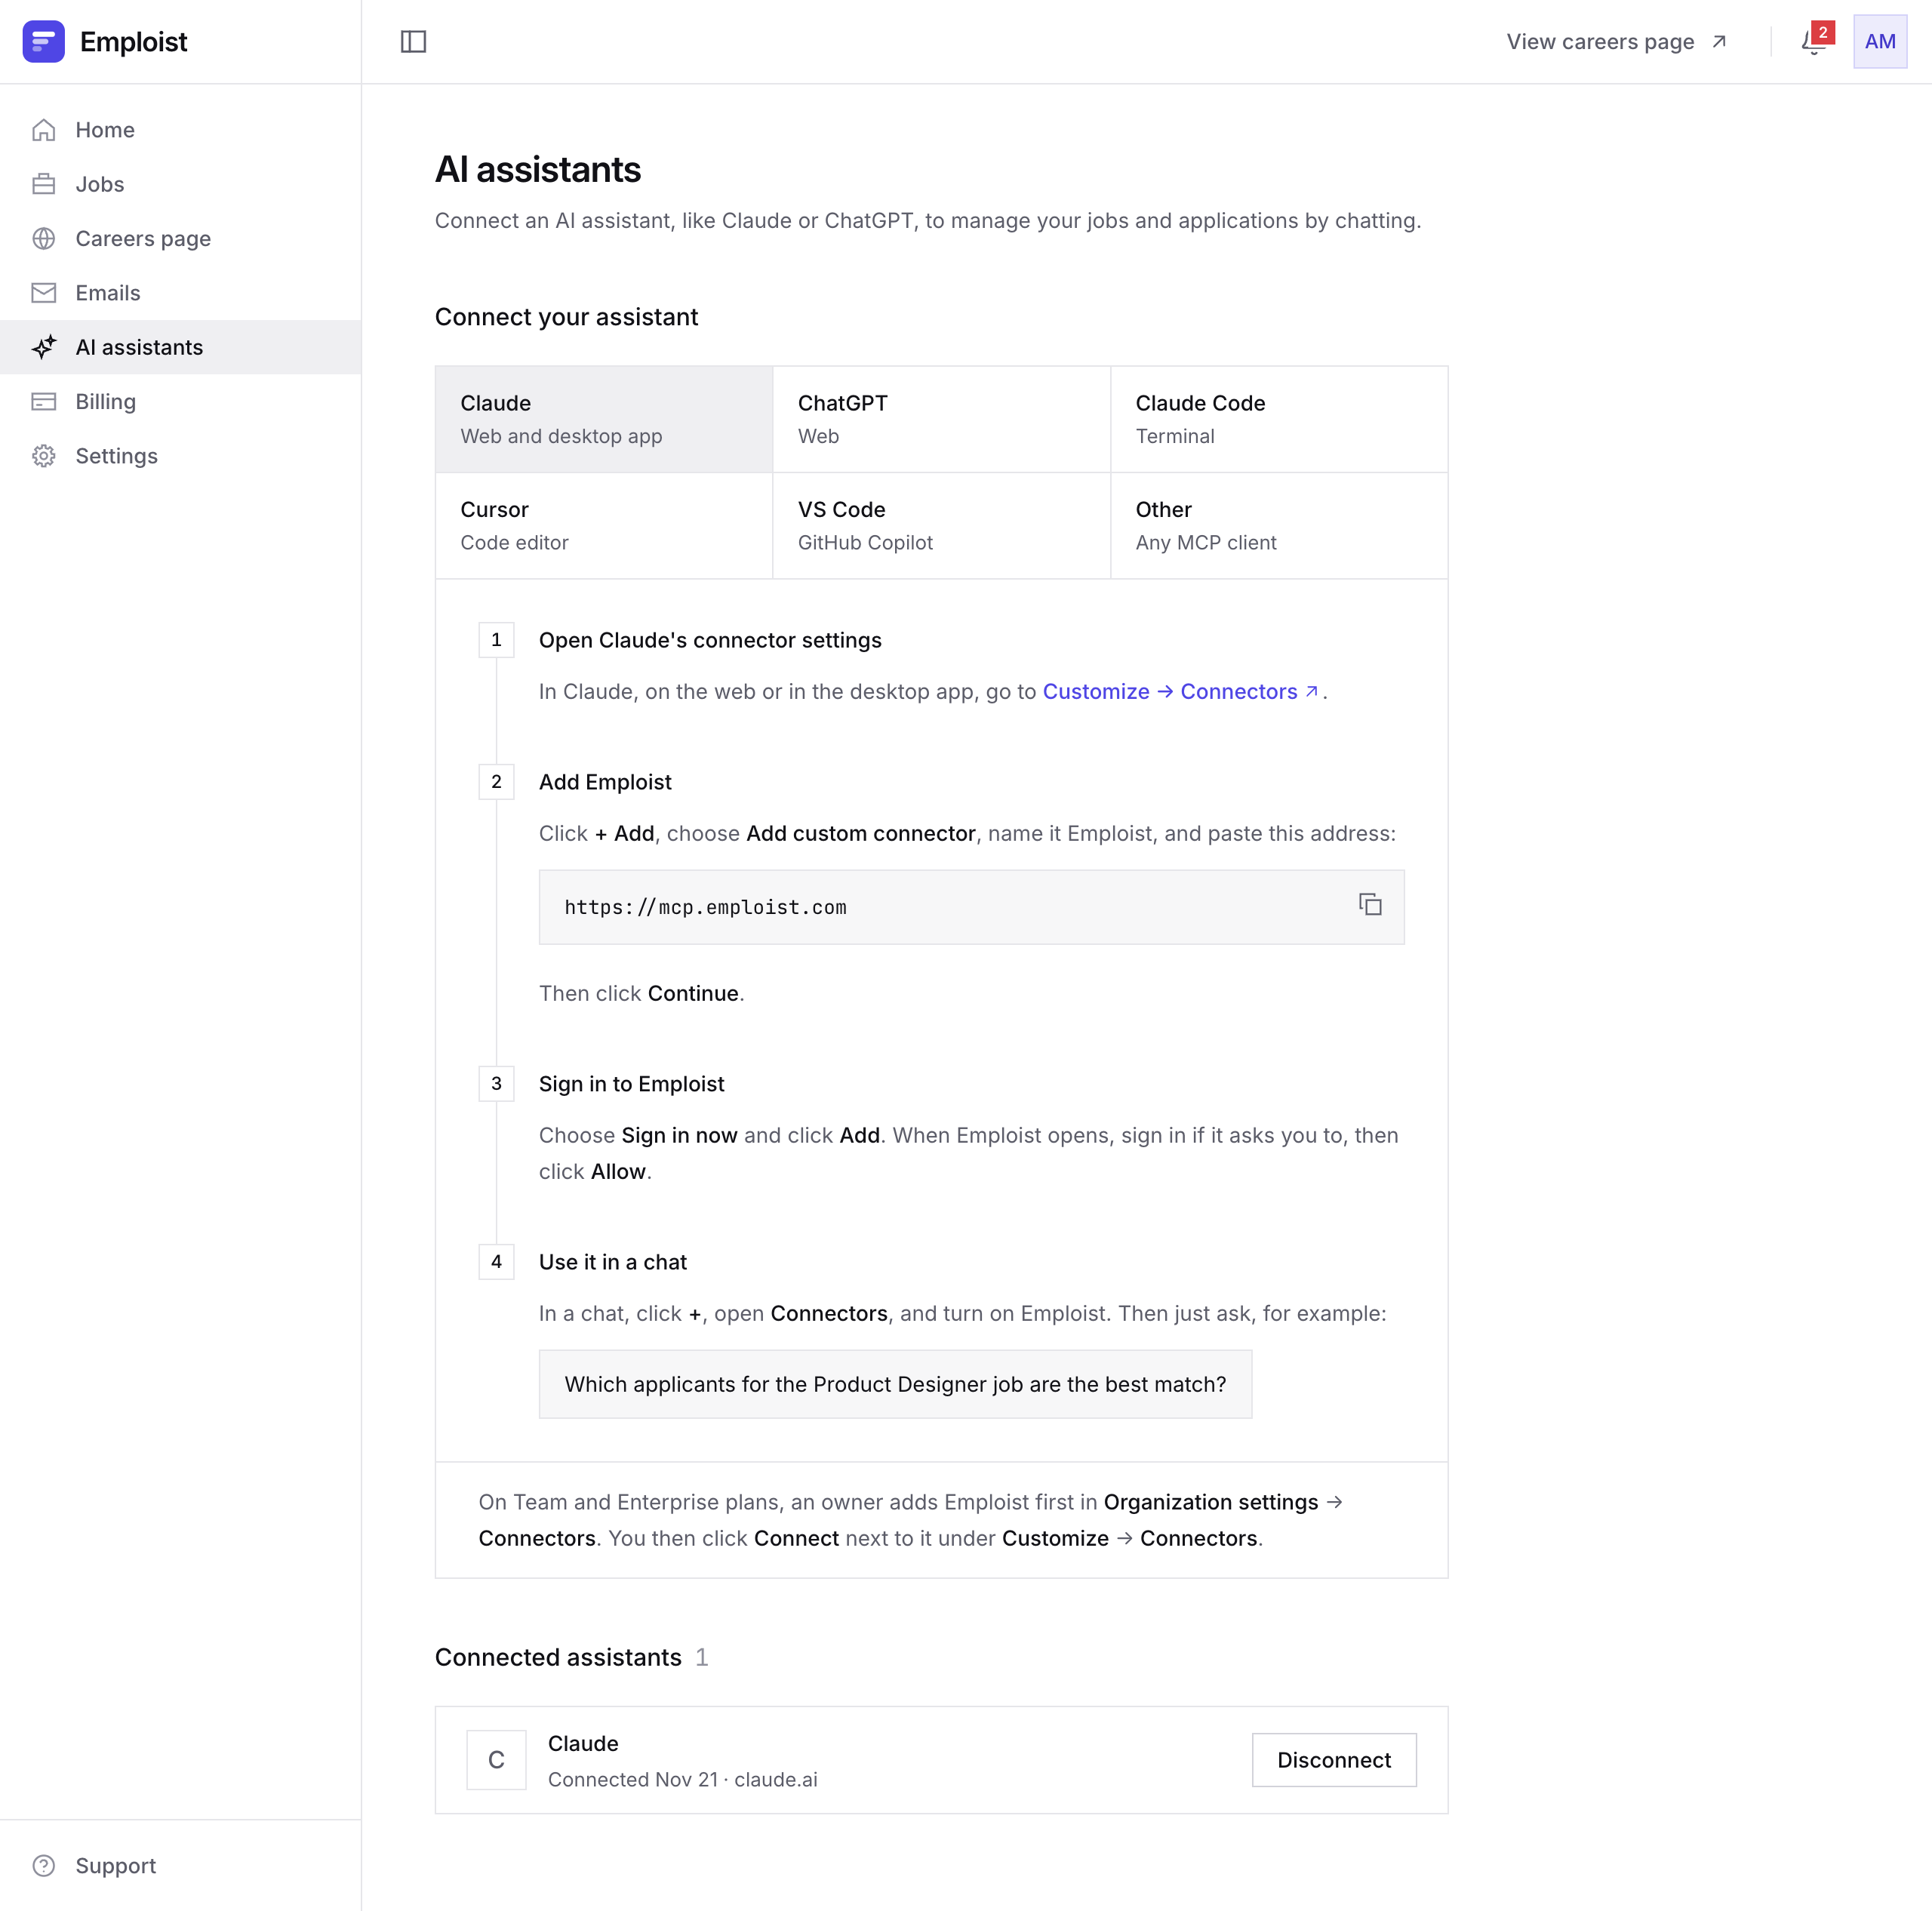 Emploist
View careers page
2
AM
Home
Jobs
Careers page
Emails
AI assistants
Billing
Settings
Support
AI assistants
Connect an AI assistant, like Claude or ChatGPT, to manage your jobs and applications by chatting.
Connect your assistant
Claude
Web and desktop app
ChatGPT
Web
Claude Code
Terminal
Cursor
Code editor
VS Code
GitHub Copilot
Other
Any MCP client
1
Open Claude's connector settings
In Claude, on the web or in the desktop app, go to Customize → Connectors ↗ .
2
Add Emploist
Click + Add, choose Add custom connector, name it Emploist, and paste this address:
https://mcp.emploist.com
Then click Continue.
3
Sign in to Emploist
Choose Sign in now and click Add. When Emploist opens, sign in if it asks you to, then
click Allow.
4
Use it in a chat
In a chat, click +, open Connectors, and turn on Emploist. Then just ask, for example:
Which applicants for the Product Designer job are the best match?
On Team and Enterprise plans, an owner adds Emploist first in Organization settings →
Connectors. You then click Connect next to it under Customize → Connectors.
Connected assistants 1
C
Claude
Connected Nov 21 · claude.ai
Disconnect